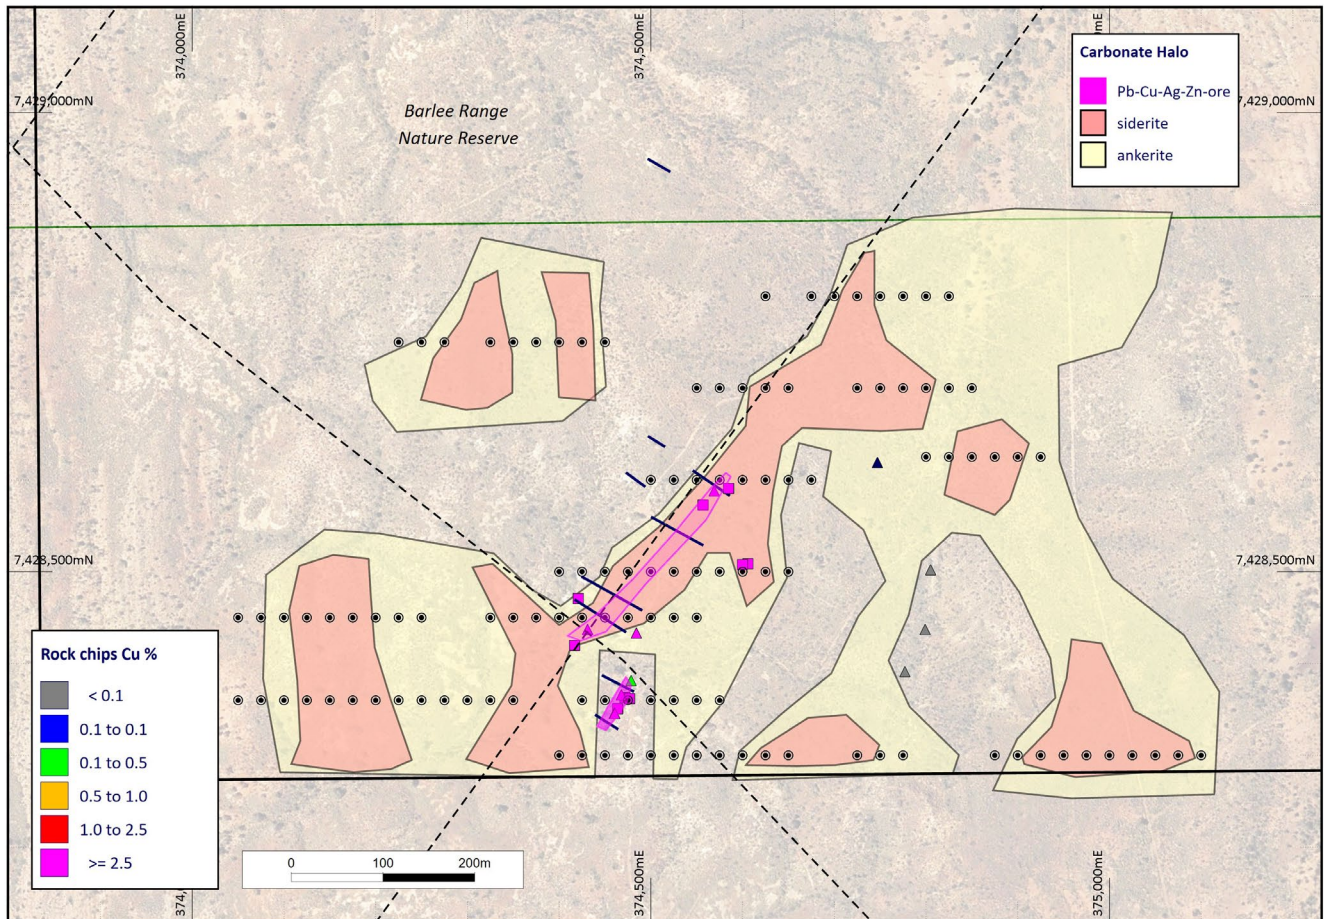 374,000mE
374,500mE
mE
Carbonate Halo
Pb-Cu-Ag-Zn-ore
siderite
ankerite
7,429,000mN
7,429,000mN
Barlee Range
Nature Reserve
7,428,500mN
7,428,500mN
Rock chips Cu %
< 0.1
0.1 to 0.1
0.1 to 0.5
0.5 to 1.0
1.0 to 2.5
>= 2.5
0 100 200m
374,
374,500mE
375,000mE